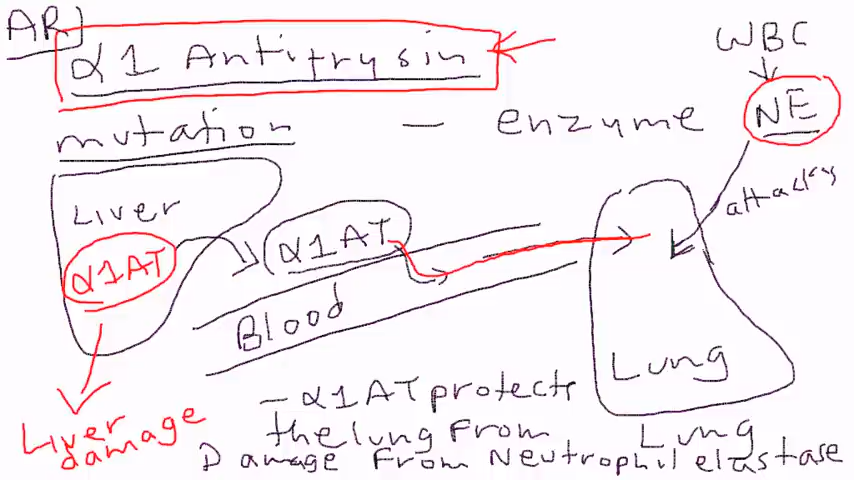 AR
α1 Antitrysin
WBC
mutation - enzyme NE
attacks
Liver
α1AT
α1AT
Blood
Lung
Liver
damage
- α1AT protects
the lung From Lung
Damage From Neutrophil elastase